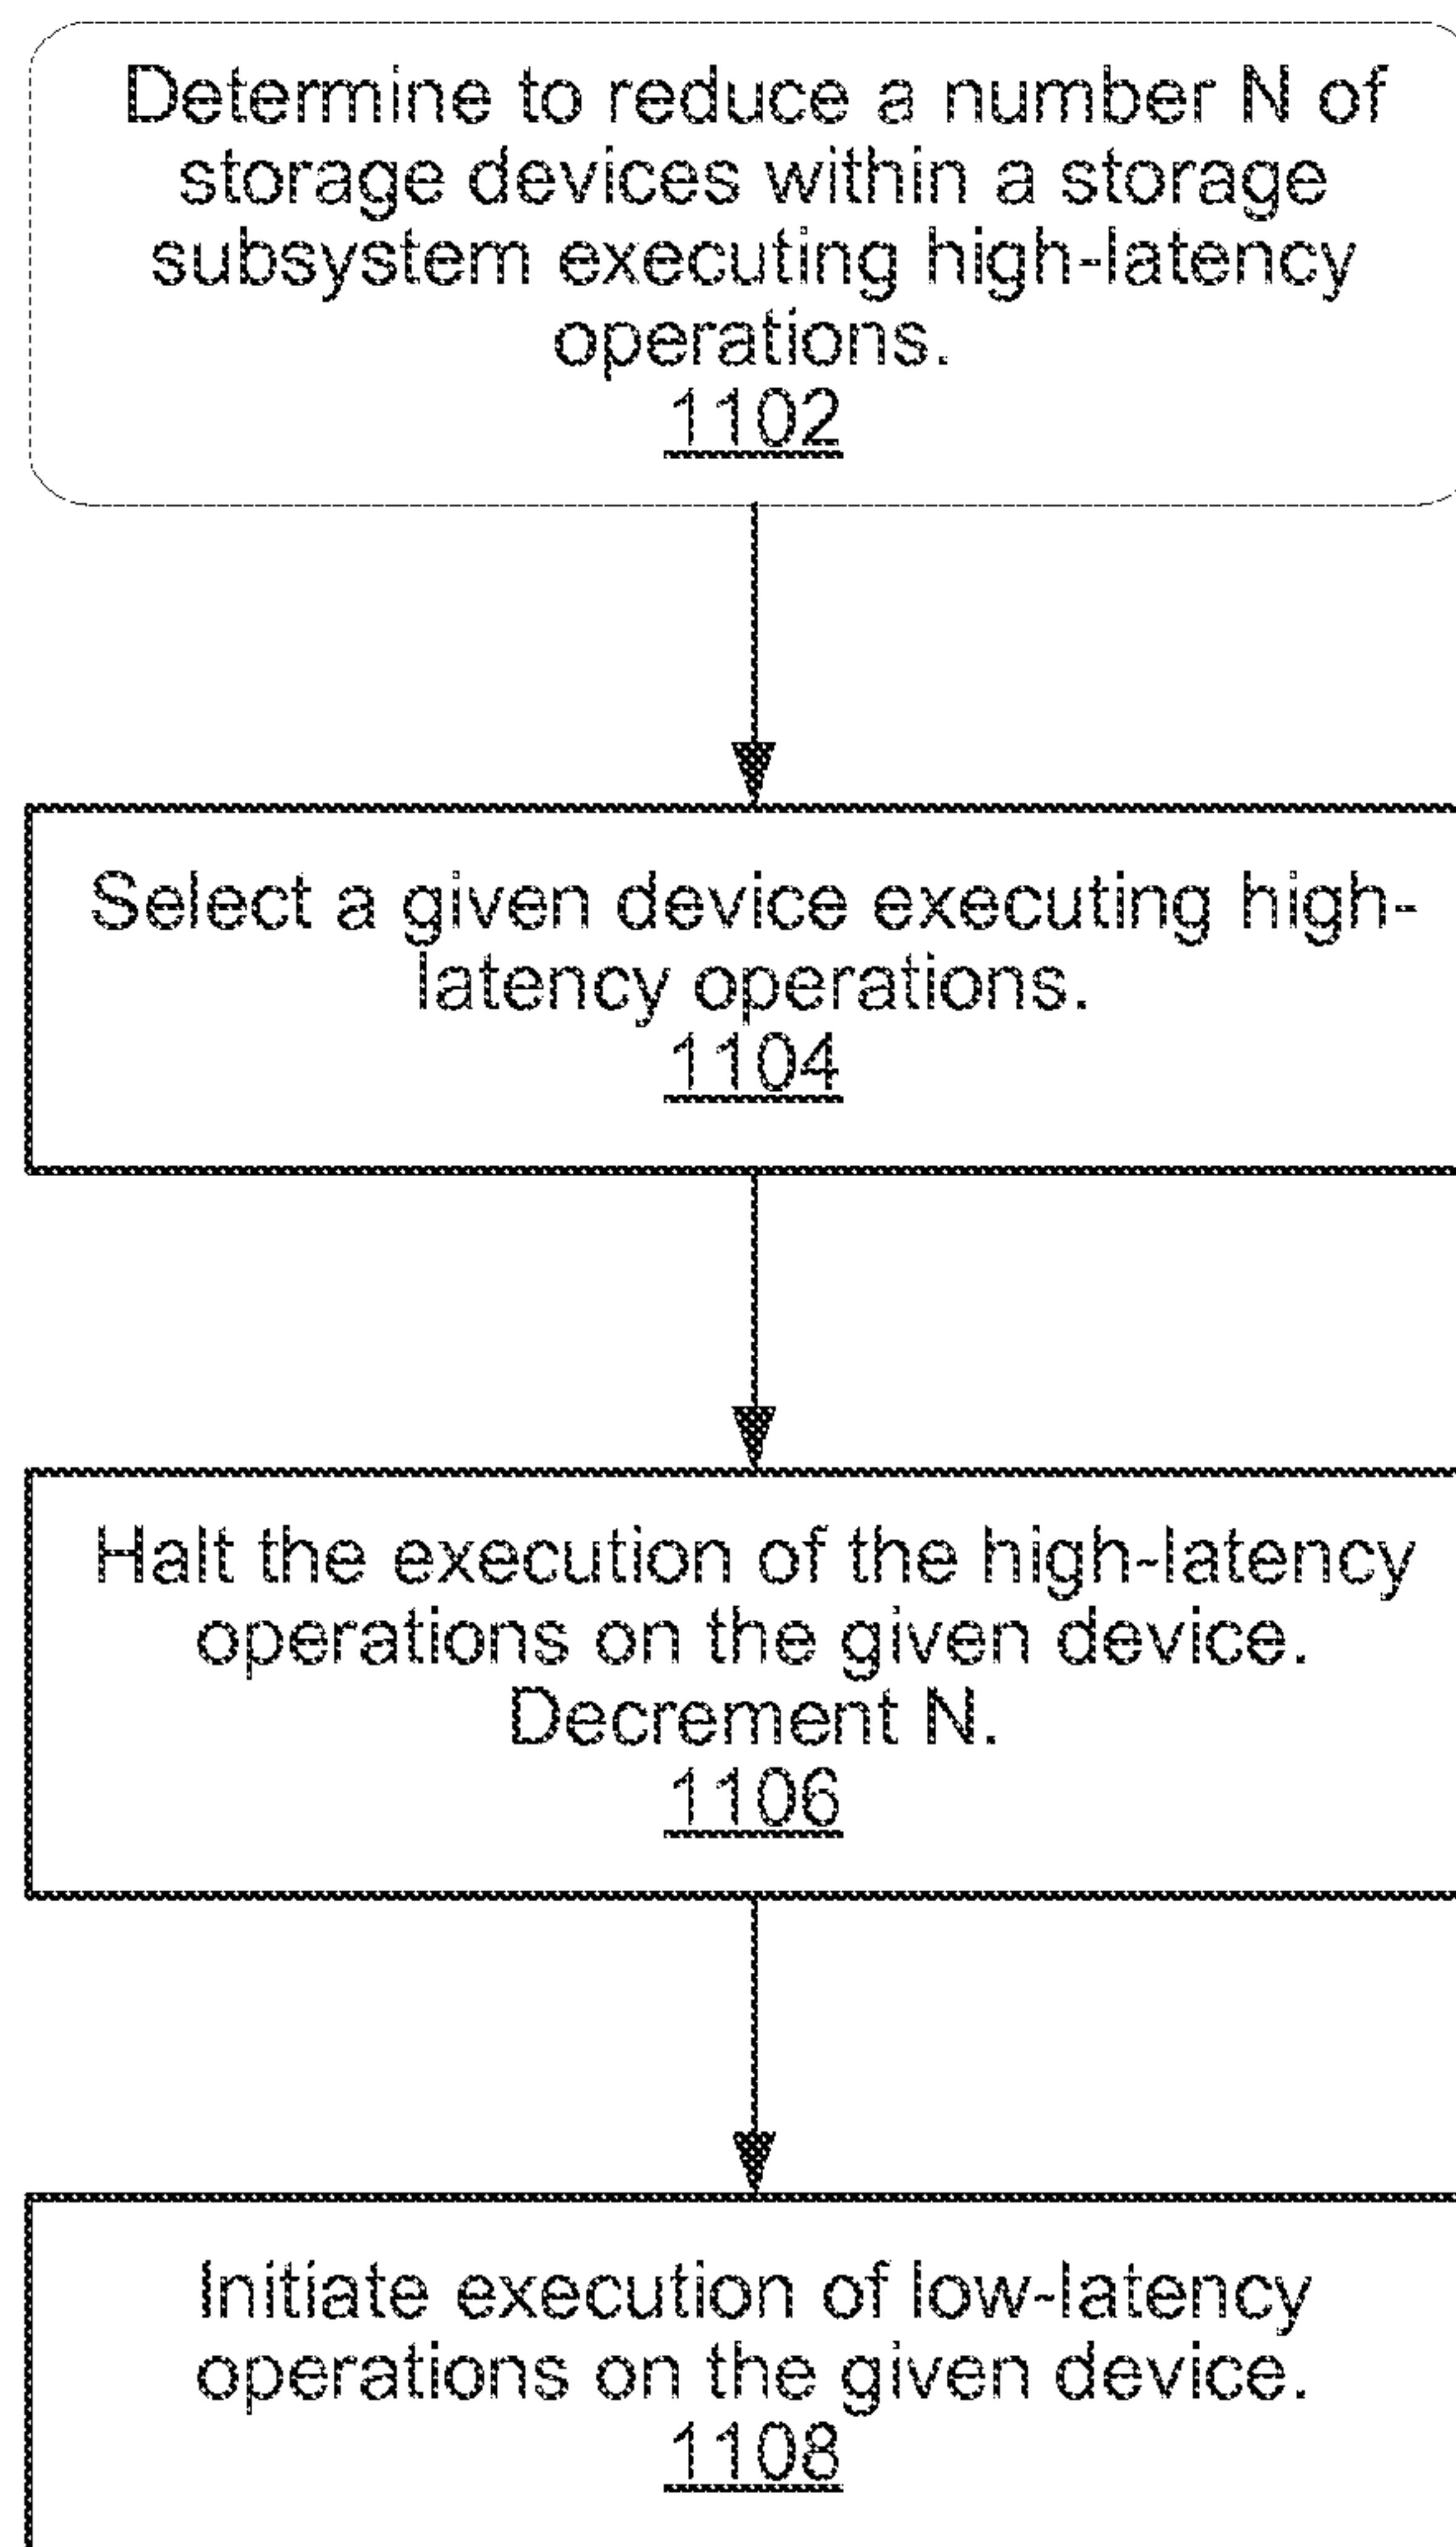 Determine to reduce a number N of
storage devices within a storage
subsystem executing high-latency
operations.
1102
Select a given device executing high-
latency operations.
1104
Halt the execution of the high-latency
operations on the given device.
Decrement N.
1106
Initiate execution of low-latency
operations on the given device.
1108